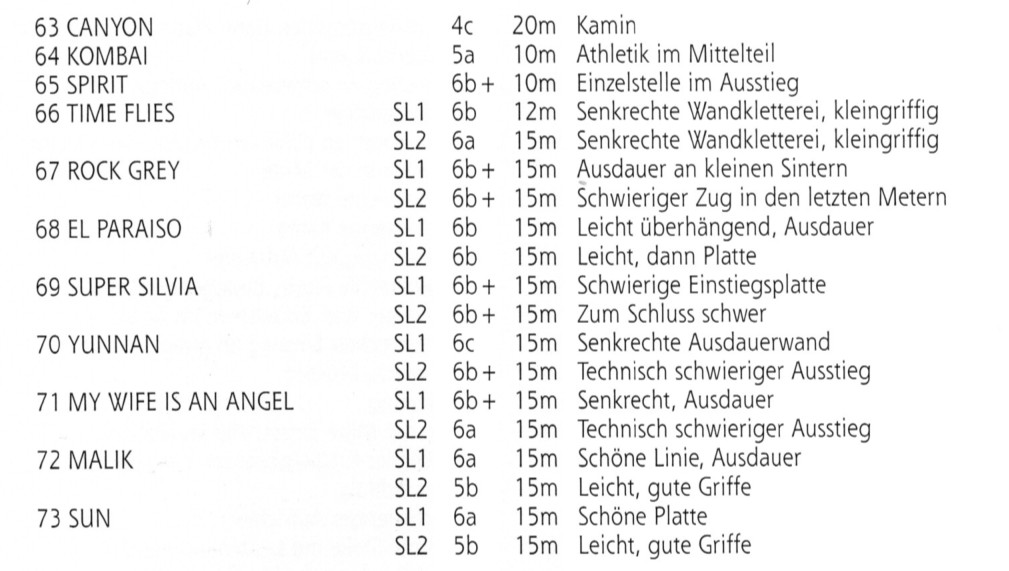 63 CANYON 4c 20m Kamin
64 KOMBAI 5a 10m Athletik im Mittelteil
65 SPIRIT 6b+ 10m Einzelstelle im Ausstieg
66 TIME FLIES SL1 6b 12m Senkrechte Wandkletterei, kleingriffig
SL2 6a 15m Senkrechte Wandkletterei, kleingriffig
67 ROCK GREY SL1 6b+ 15m Ausdauer an kleinen Sintern
SL2 6b+ 15m Schwieriger Zug in den letzten Metern
68 EL PARAISO SL1 6b 15m Leicht überhängend, Ausdauer
SL2 6b 15m Leicht, dann Platte
69 SUPER SILVIA SL1 6b+ 15m Schwierige Einstiegsplatte
SL2 6b+ 15m Zum Schluss schwer
70 YUNNAN SL1 6c 15m Senkrechte Ausdauerwand
SL2 6b+ 15m Technisch schwieriger Ausstieg
71 MY WIFE IS AN ANGEL SL1 6b+ 15m Senkrecht, Ausdauer
SL2 6a 15m Technisch schwieriger Ausstieg
72 MALIK SL1 6a 15m Schöne Linie, Ausdauer
SL2 5b 15m Leicht, gute Griffe
73 SUN SL1 6a 15m Schöne Platte
SL2 5b 15m Leicht, gute Griffe